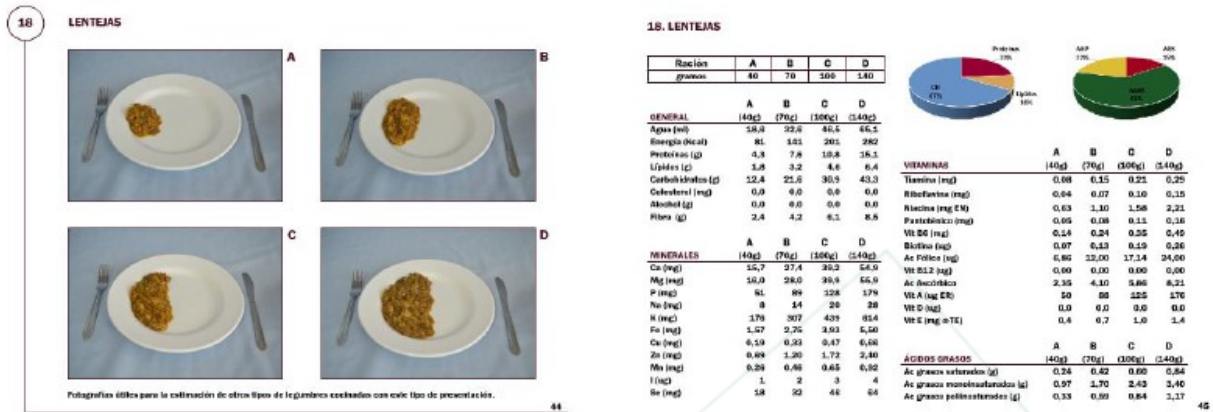 18
LENTEJAS
A
B
C
D
Fotografías útiles para la estimación de otros tipos de legumbres cocinadas con este tipo de presentación.
44
18. LENTEJAS
Ración A B C D
gramos 40 70 100 140
A B C D
GENERAL (40g) (70g) (100g) (140g)
Agua (ml) 18,6 32,6 46,5 65,1
Energía (Kcal) 81 141 201 282
Proteínas (g) 4,3 7,6 10,8 15,1
Lípidos (g) 1,8 3,2 4,6 6,4
Carbohidratos (g) 12,4 21,6 30,9 43,3
Colesterol (mg) 0,0 0,0 0,0 0,0
Alcohol (g) 0,0 0,0 0,0 0,0
Fibra (g) 2,4 4,2 6,1 8,5
A B C D
MINERALES (40g) (70g) (100g) (140g)
Ca (mg) 15,7 27,4 39,2 54,9
Mg (mg) 16,0 28,0 39,9 55,9
P (mg) 51 89 128 179
Na (mg) 8 14 20 28
K (mg) 176 307 439 614
Fe (mg) 1,57 2,75 3,93 5,50
Cu (mg) 0,19 0,33 0,47 0,66
Zn (mg) 0,69 1,20 1,72 2,40
Mn (mg) 0,26 0,46 0,65 0,92
I (ug) 1 2 3 4
Se (mg) 18 32 46 64
Proteínas
Lípidos
CH
67%
AGP
AGS
A B C D
VITAMINAS (40g) (70g) (100g) (140g)
Tiamina (mg) 0,08 0,15 0,21 0,29
Riboflavina (mg) 0,04 0,07 0,10 0,15
Niacina (mg EN) 0,63 1,10 1,58 2,21
Pantoténico (mg) 0,05 0,08 0,11 0,16
Vit B6 (mg) 0,14 0,24 0,35 0,49
Biotina (ug) 0,07 0,13 0,19 0,26
Ac Fólico (ug) 6,86 12,00 17,14 24,00
Vit B12 (ug) 0,00 0,00 0,00 0,00
Ac Ascórbico 2,35 4,10 5,86 8,21
Vit A (ug ER) 50 88 125 176
Vit D (ug) 0,0 0,0 0,0 0,0
Vit E (mg α-TE) 0,4 0,7 1,0 1,4
A B C D
ÁCIDOS GRASOS (40g) (70g) (100g) (140g)
Ac grasos saturados (g) 0,24 0,42 0,60 0,84
Ac grasos monoinsaturados (g) 0,97 1,70 2,43 3,40
Ac grasos poliinsaturados (g) 0,33 0,59 0,84 1,17
45